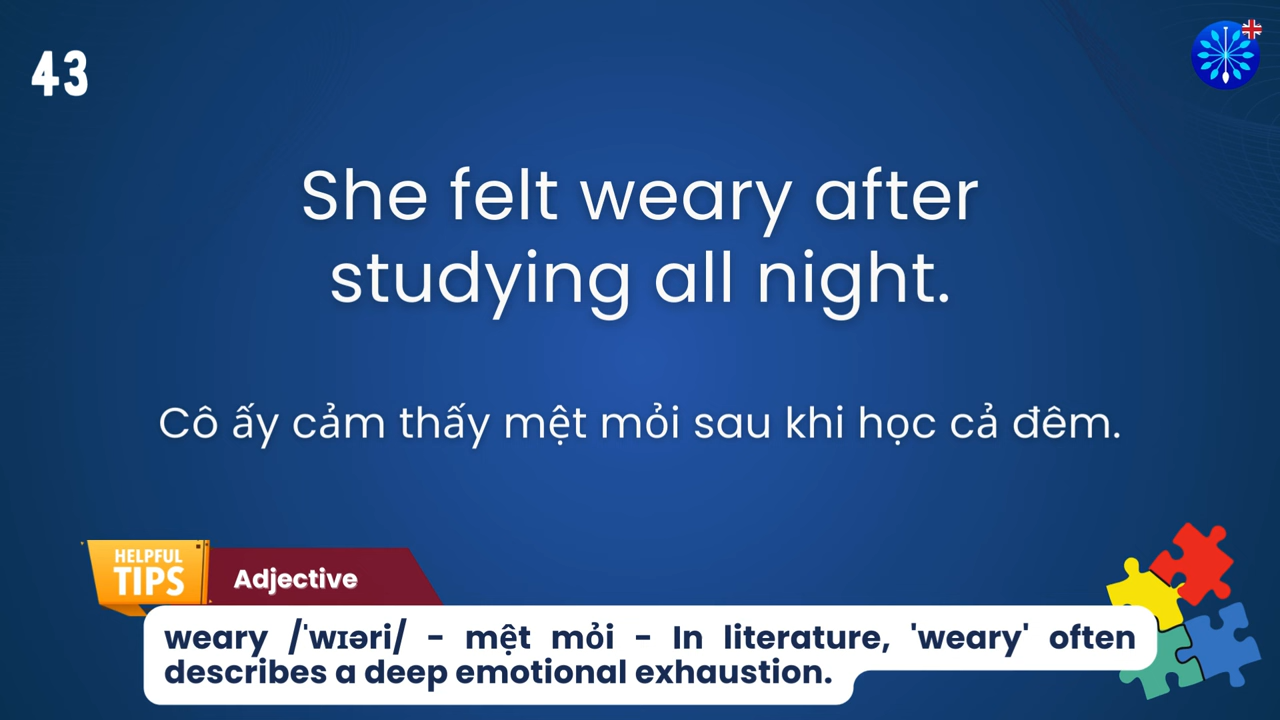 43
She felt weary after
studying all night.
Cô ấy cảm thấy mệt mỏi sau khi học cả đêm.
HELPFUL
TIPS
Adjective
weary /ˈwɪəri/ - mệt mỏi - In literature, 'weary' often
describes a deep emotional exhaustion.